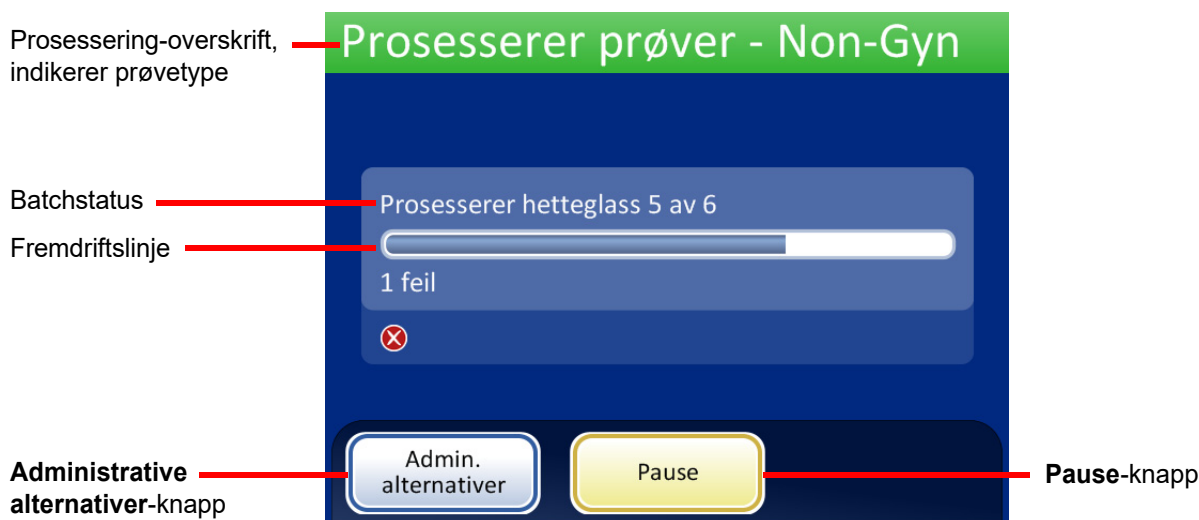 Prosessering-overskrift,
indikerer prøvetype
Prosesserer prøver - Non-Gyn
Batchstatus
Prosesserer hetteglass 5 av 6
Fremdriftslinje
1 feil
Administrative
alternativer-knapp
Admin.
alternativer
Pause
Pause-knapp